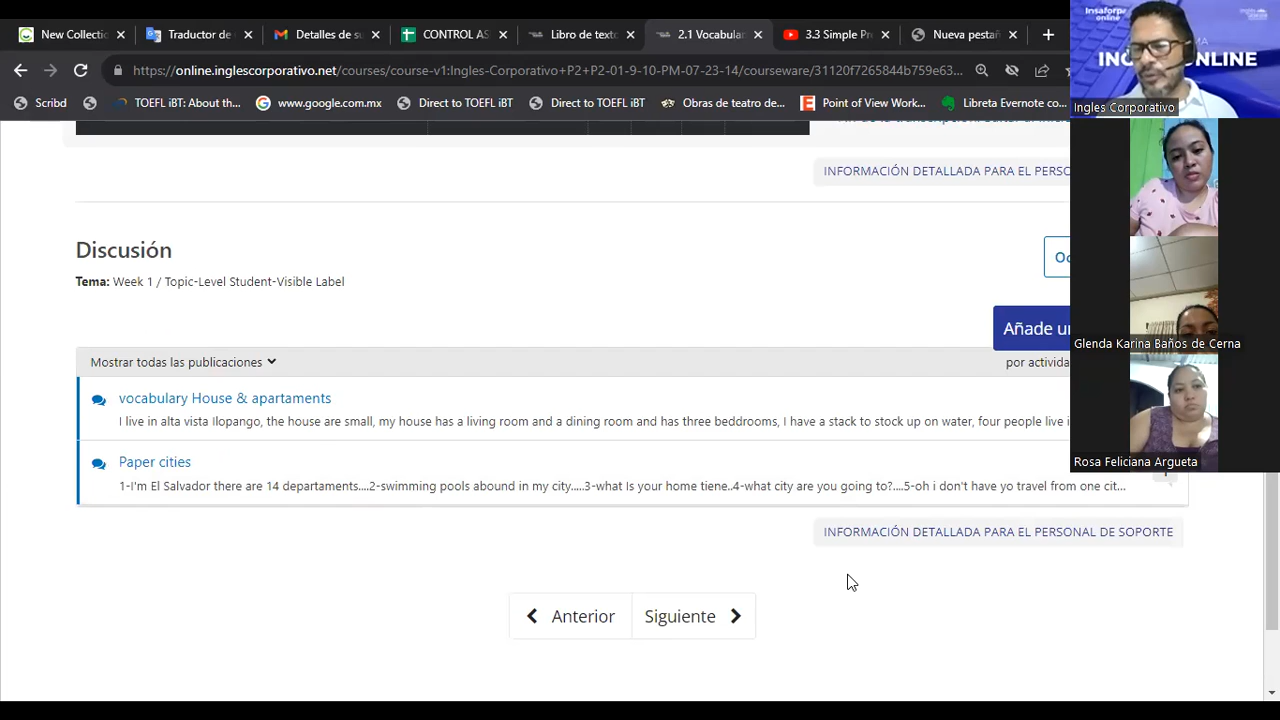 New Collectio
Traductor de
Detalles de su
CONTROL AS
Libro de texto
2.1 Vocabular
3.3 Simple Pre
Nueva pestañ
https://online.inglescorporativo.net/course
+P2+P2-01-9-10-PM-07-23-14/courseware/31120f7265844b759e63...
Scribd
TOEFL iBT: About th...
www.google.com
Direct to TOEFL iBT
Direct to TOEFL iBT
Obras de teatro de...
Point of View Work...
Libreta Evernote co...
Insaforp
online
INGLES ONLINE
Ingles Corporativo
INFORMACIÓN DETALLADA PARA EL PERSO
Discusión
Tema: Week 1 / Topic-Level Student-Visible Label
Añade un
Glenda Karina Baños de Cerna
Mostrar todas las publicaciones
por activida
vocabulary House & apartaments
I live in alta vista Ilopango, the house are small, my house has a living room and a dining room and has three beddrooms, I have a stack to stock up on water, four people live i
Paper cities
Rosa Feliciana Argueta
1-I'm El Salvador there are 14 departaments....2-swimming pools abound in my city.....3-what Is your home tiene..4-what city are you going to?....5-oh i don't have yo travel from one cit...
INFORMACIÓN DETALLADA PARA EL PERSONAL DE SOPORTE
Anterior
Siguiente